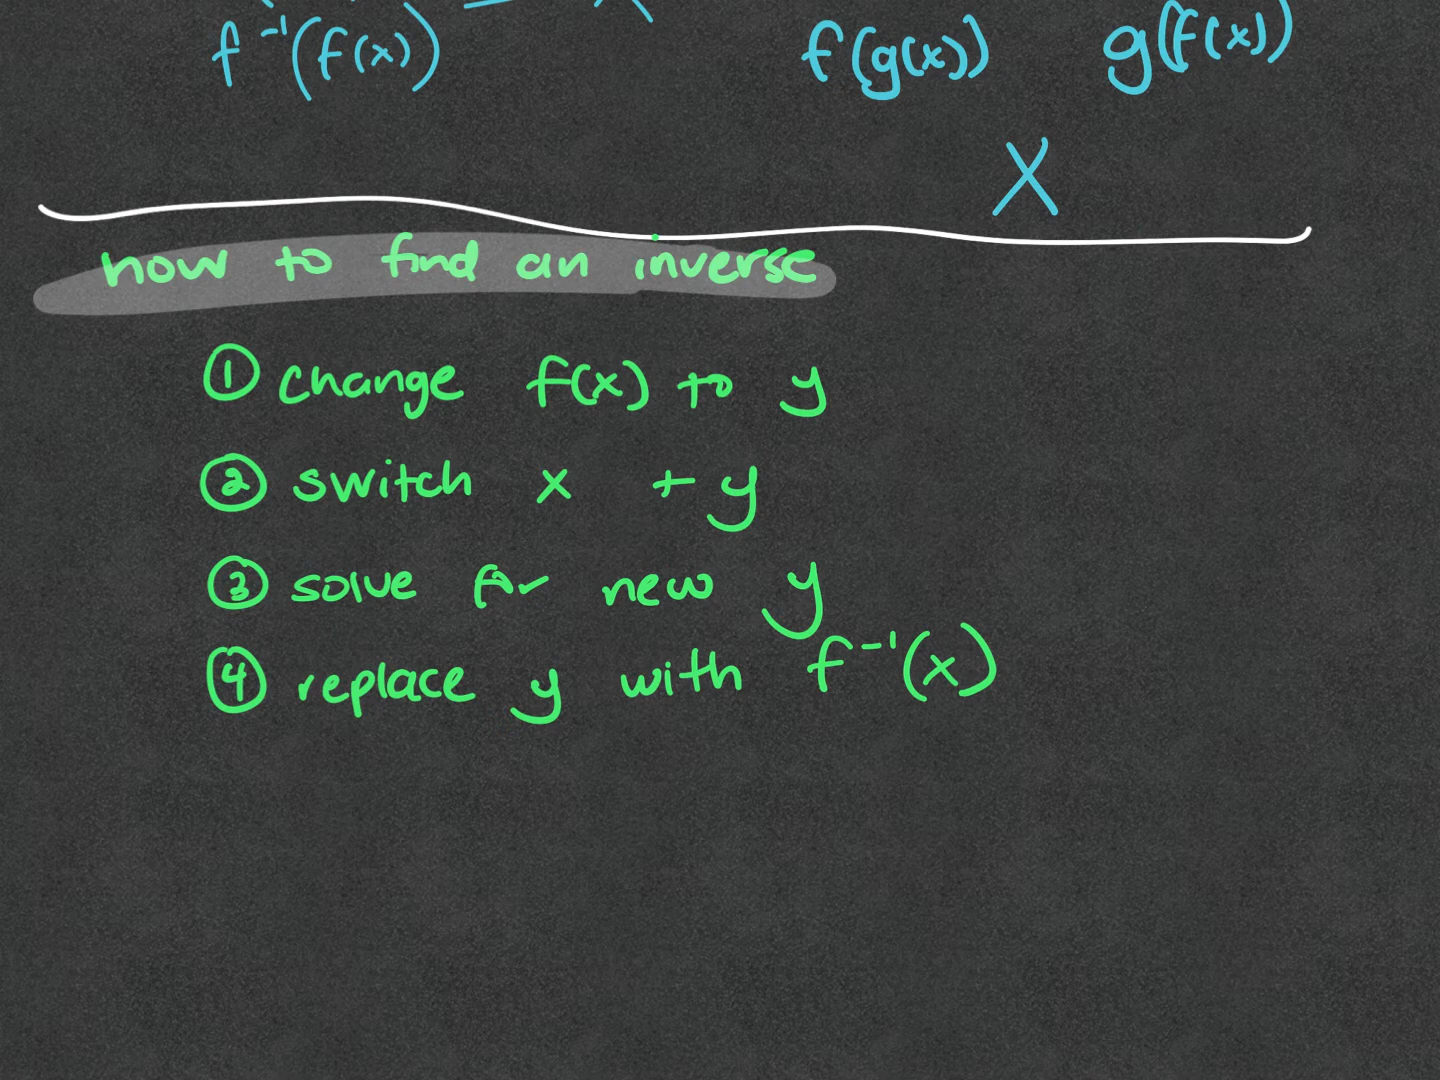 f⁻¹(f(x)) f(g(x)) g(f(x))
X
how to find an inverse
① change f(x) to y
② switch x + y
③ solve for new y
④ replace y with f⁻¹(x)